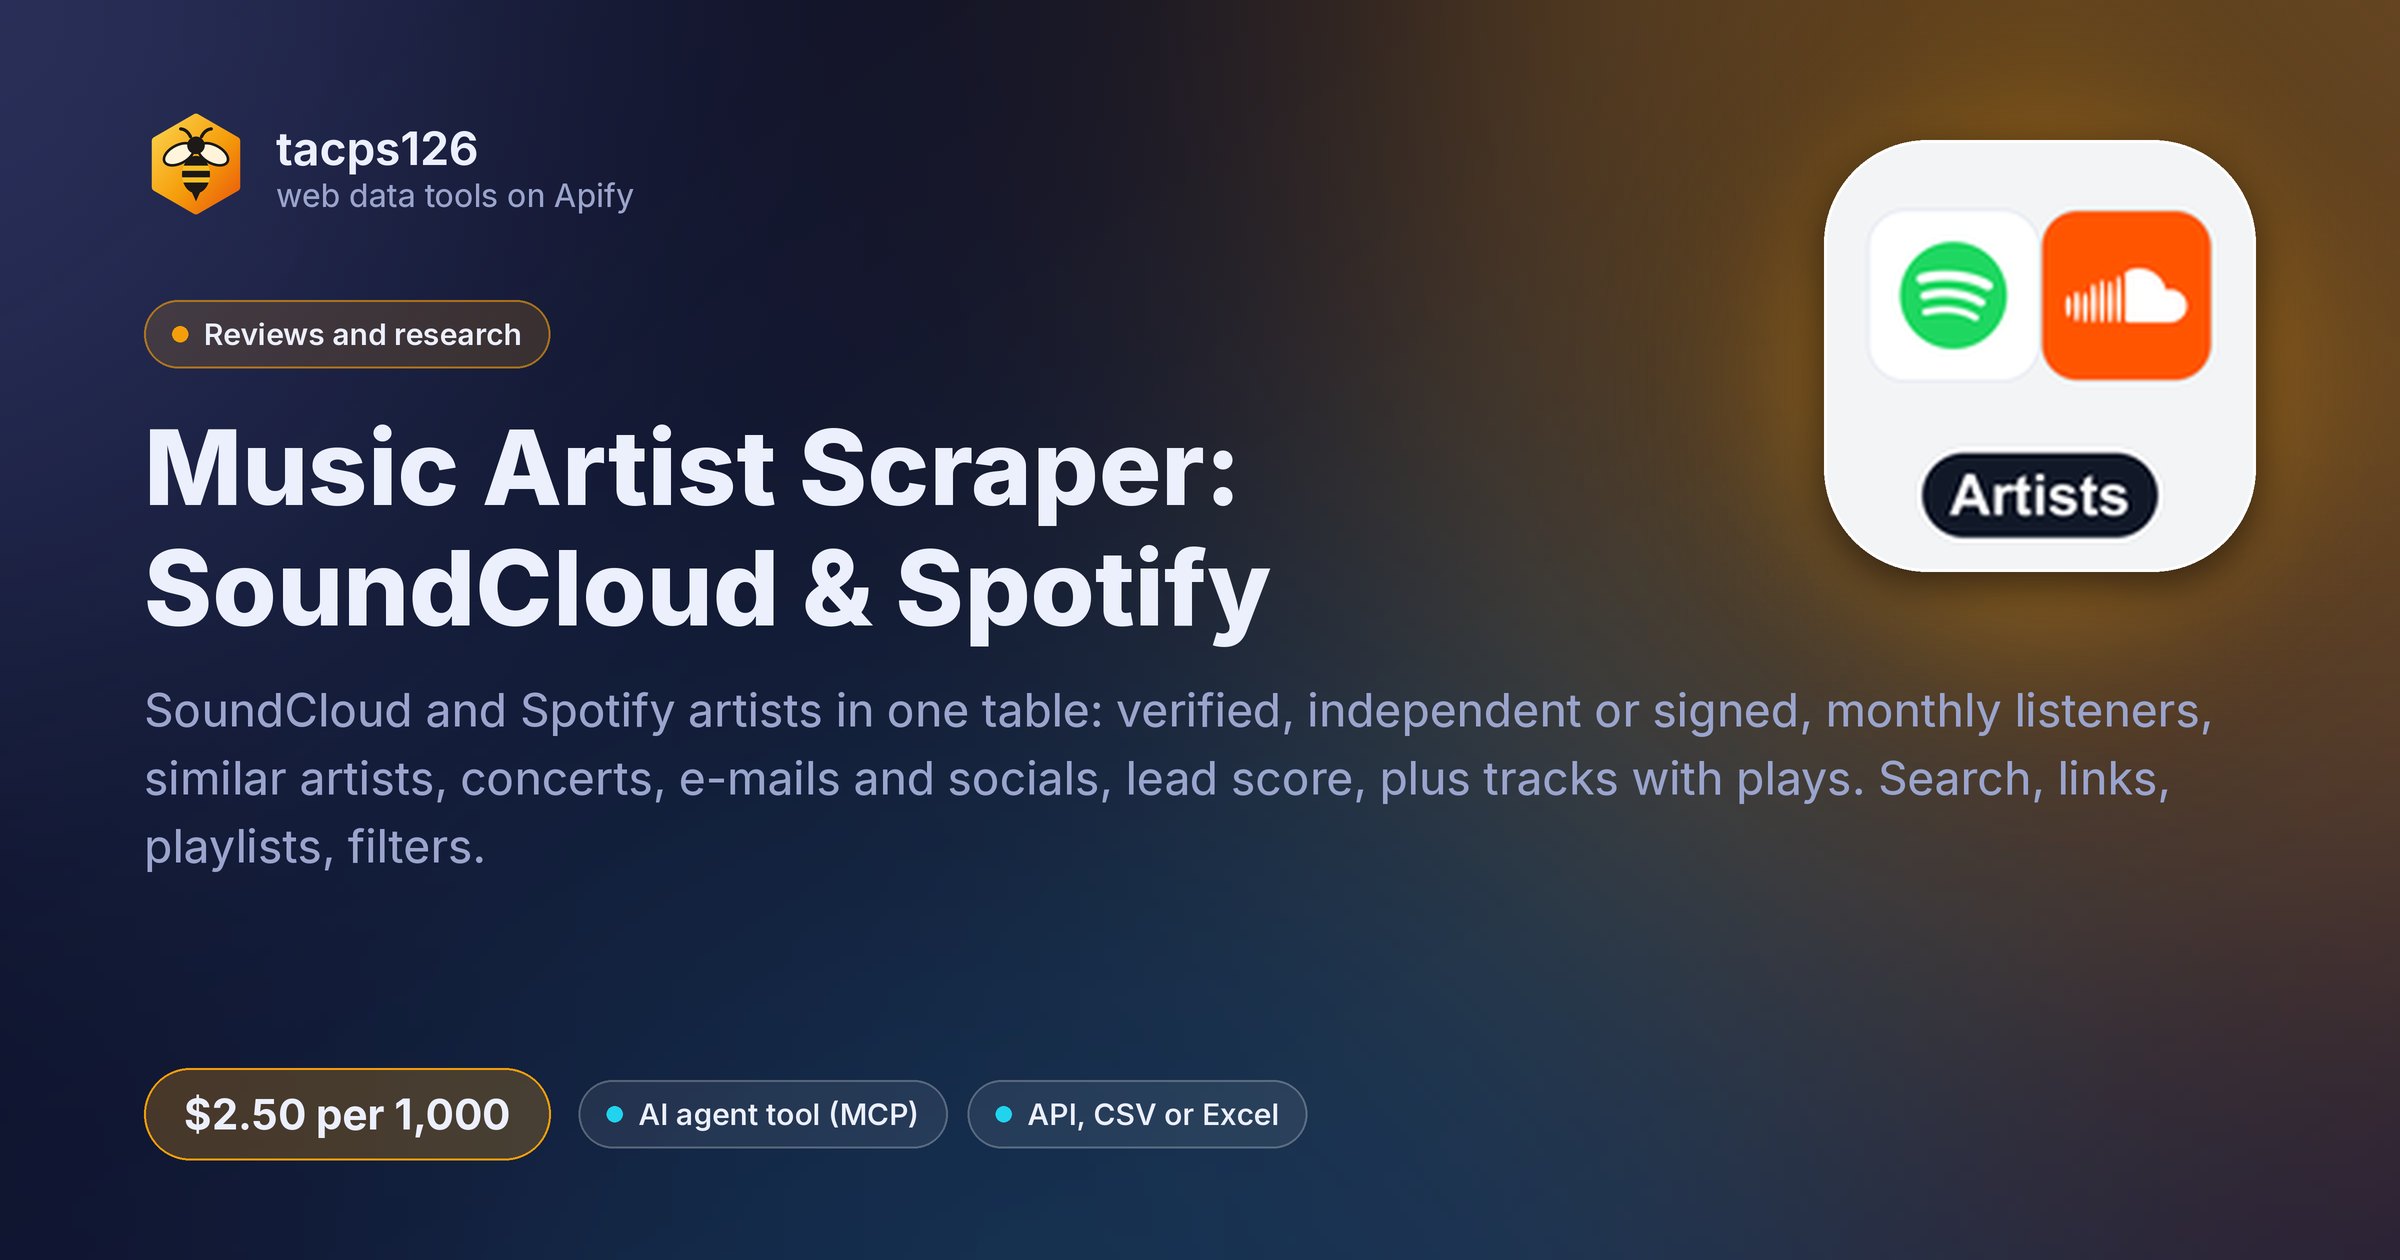 tacps126
web data tools on Apify
Reviews and research
Music Artist Scraper:
SoundCloud & Spotify
Artists
SoundCloud and Spotify artists in one table: verified, independent or signed, monthly listeners,
similar artists, concerts, e-mails and socials, lead score, plus tracks with plays. Search, links,
playlists, filters.
$2.50 per 1,000
AI agent tool (MCP)
API, CSV or Excel